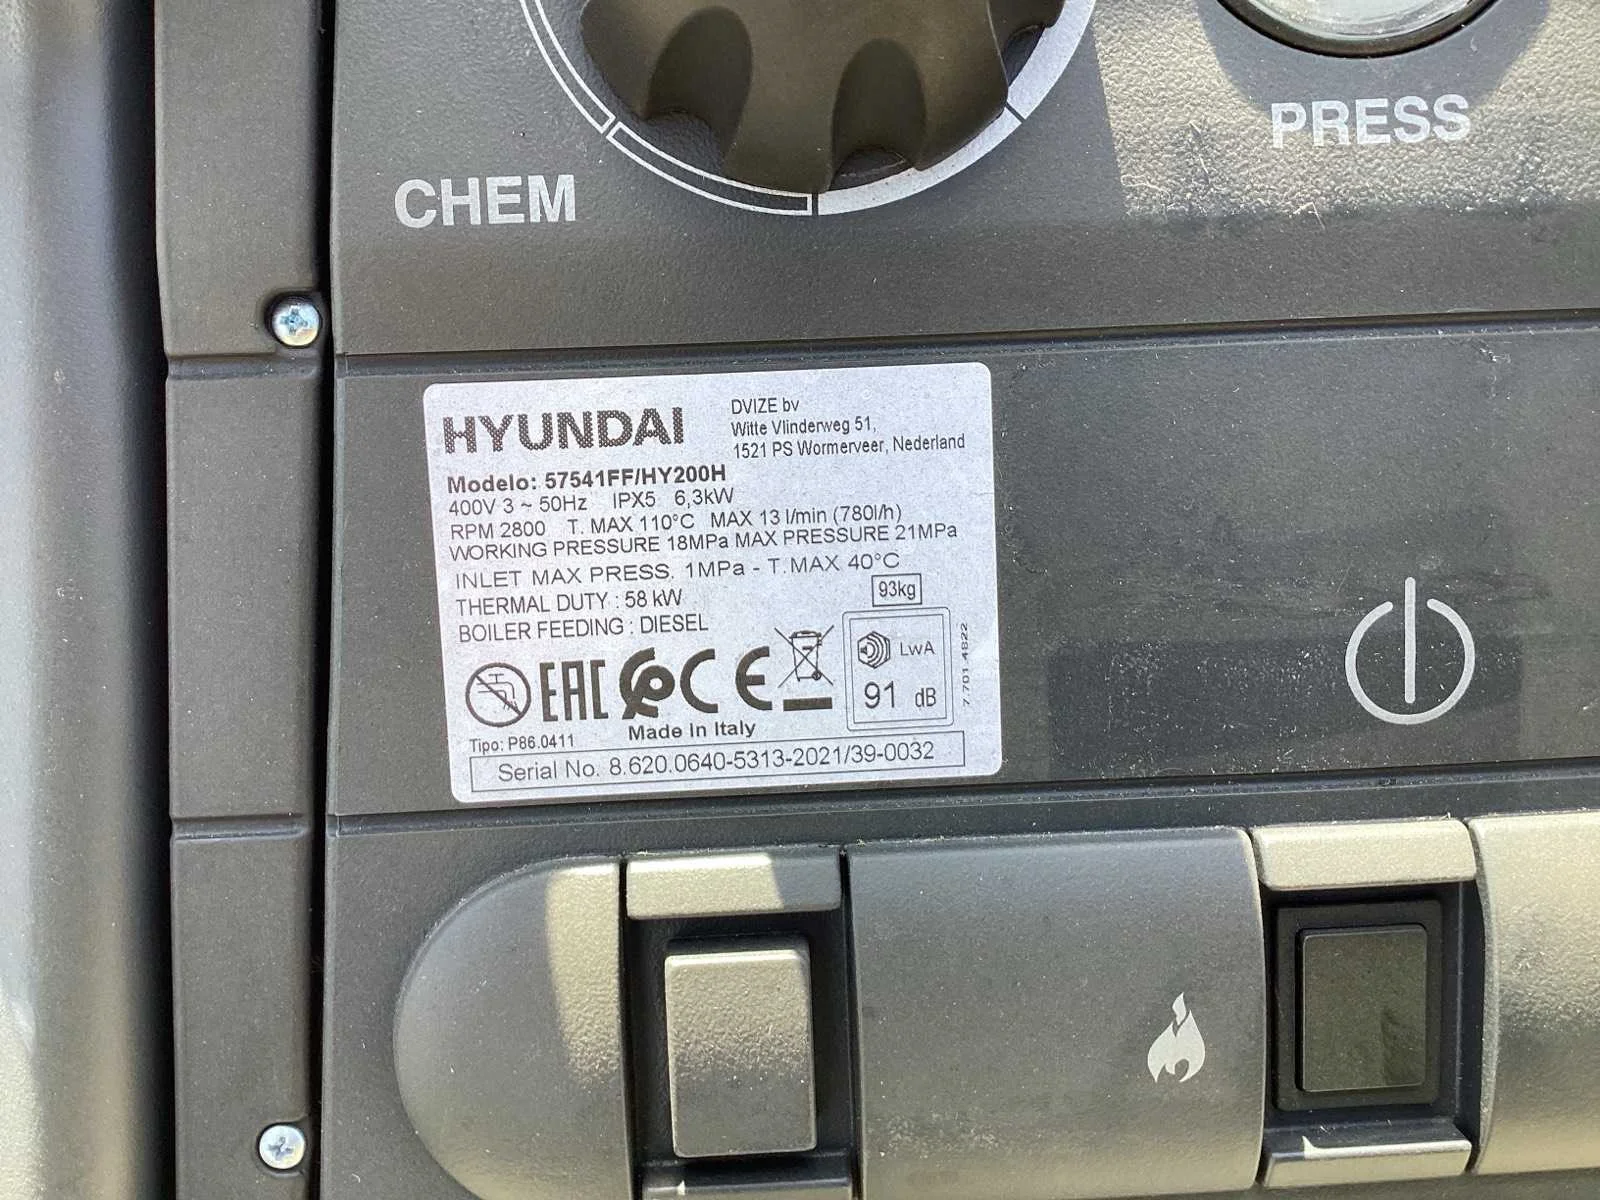 CHEM
PRESS
HYUNDAI
DVIZE bv
Witte Vlinderweg 51,
1521 PS Wormerveer, Nederland
Modelo: 57541FF/HY200H
400V 3 ~ 50Hz IPX5 6,3kW
RPM 2800 T. MAX 110°C MAX 13 l/min (780l/h)
WORKING PRESSURE 18MPa MAX PRESSURE 21MPa
INLET MAX PRESS. 1MPa - T.MAX 40°C
THERMAL DUTY : 58 kW
93kg
BOILER FEEDING : DIESEL
EAC CE
LwA
91 dB
7.701.4822
Made in Italy
Tipo: P86.0411
Serial No. 8.620.0640-5313-2021/39-0032